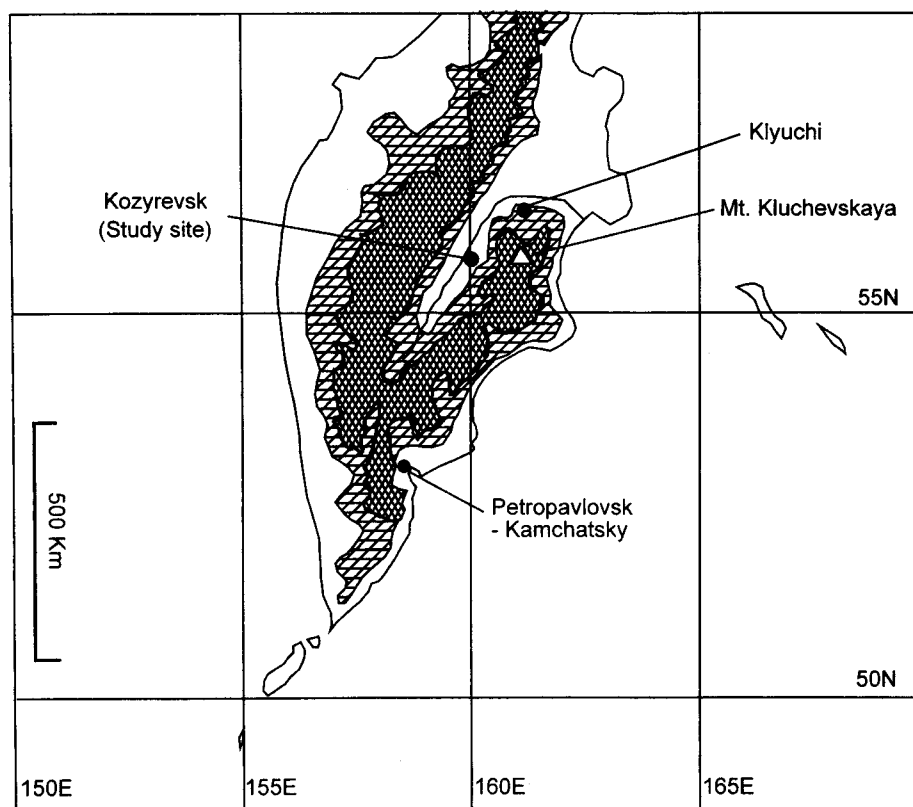 Klyuchi
Kozyrevsk
(Study site)
Mt. Kluchevskaya
55N
500 Km
Petropavlovsk
- Kamchatsky
50N
150E
155E
160E
165E